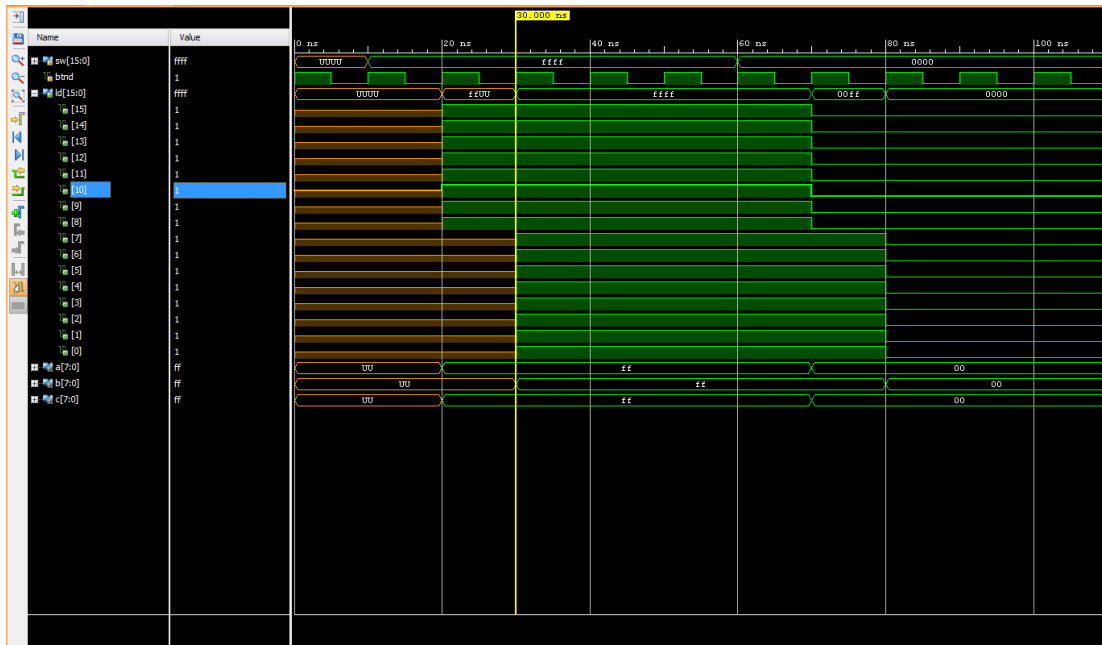 30.000 ns
Name Value
0 ns 20 ns 40 ns 60 ns 80 ns 100 ns
sw[15:0] ffff UUUU ffff 0000
btnd 1
ld[15:0] ffff UUUU ffUU ffff 00ff 0000
[15] 1
[14] 1
[13] 1
[12] 1
[11] 1
[10] 1
[9] 1
[8] 1
[7] 1
[6] 1
[5] 1
[4] 1
[3] 1
[2] 1
[1] 1
[0] 1
a[7:0] ff UU ff 00
b[7:0] ff UU ff 00
c[7:0] ff UU ff 00